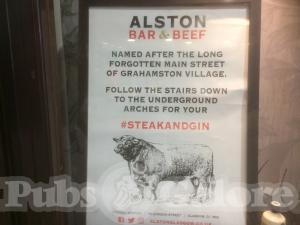 ALSTON
BAR & BEEF
NAMED AFTER THE LONG
FORGOTTEN MAIN STREET
OF GRAHAMSTON VILLAGE.
FOLLOW THE STAIRS DOWN
TO THE UNDERGROUND
ARCHES FOR YOUR
#STEAKANDGIN
Pubs Galore